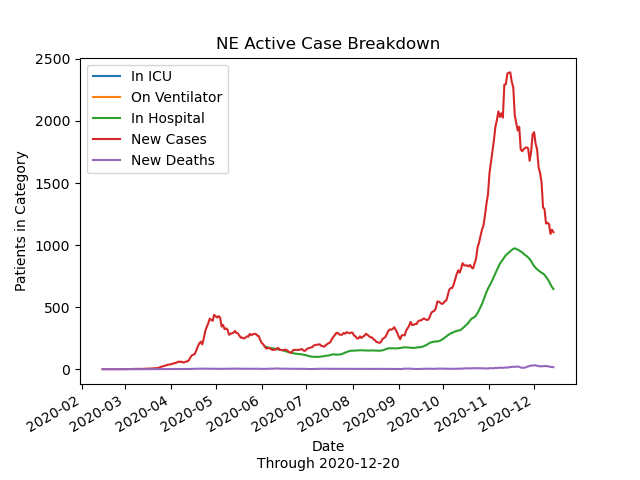 NE Active Case Breakdown
2500
2000
1500
1000
500
0
Patients in Category
In ICU
On Ventilator
In Hospital
New Cases
New Deaths
2020-02
2020-03
2020-04
2020-05
2020-06
2020-07
2020-08
2020-09
2020-10
2020-11
2020-12
Date
Through 2020-12-20